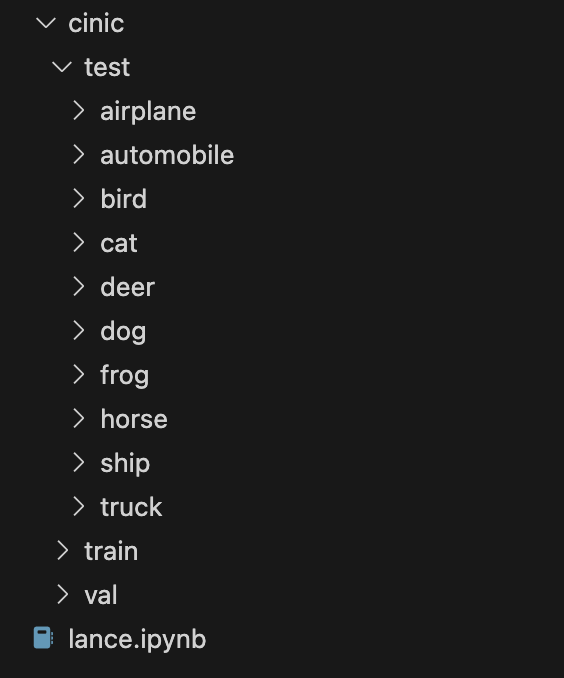 cinic
test
airplane
automobile
bird
cat
deer
dog
frog
horse
ship
truck
train
val
lance.ipynb